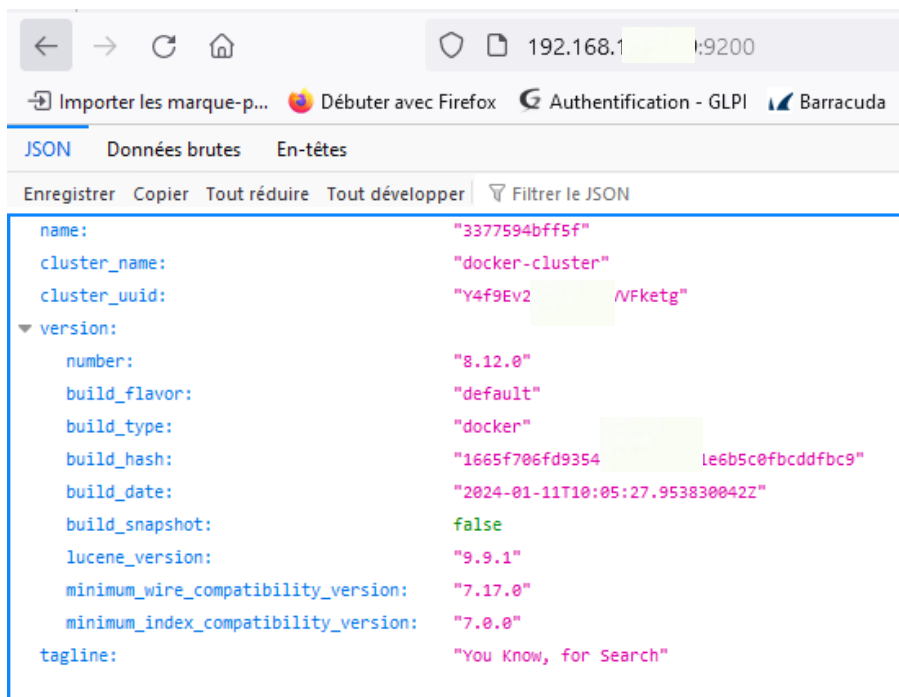 192.168.1 :9200
Importer les marque-p... Débuter avec Firefox Authentification - GLPI Barracuda
JSON Données brutes En-têtes
Enregistrer Copier Tout réduire Tout développer Filtrer le JSON
name: "3377594bff5f"
cluster_name: "docker-cluster"
cluster_uuid: "Y4f9Ev2 VFketg"
version:
number: "8.12.0"
build_flavor: "default"
build_type: "docker"
build_hash: "1665f706fd9354 1e6b5c0fbcddfbc9"
build_date: "2024-01-11T10:05:27.953830042Z"
build_snapshot: false
lucene_version: "9.9.1"
minimum_wire_compatibility_version: "7.17.0"
minimum_index_compatibility_version: "7.0.0"
tagline: "You Know, for Search"